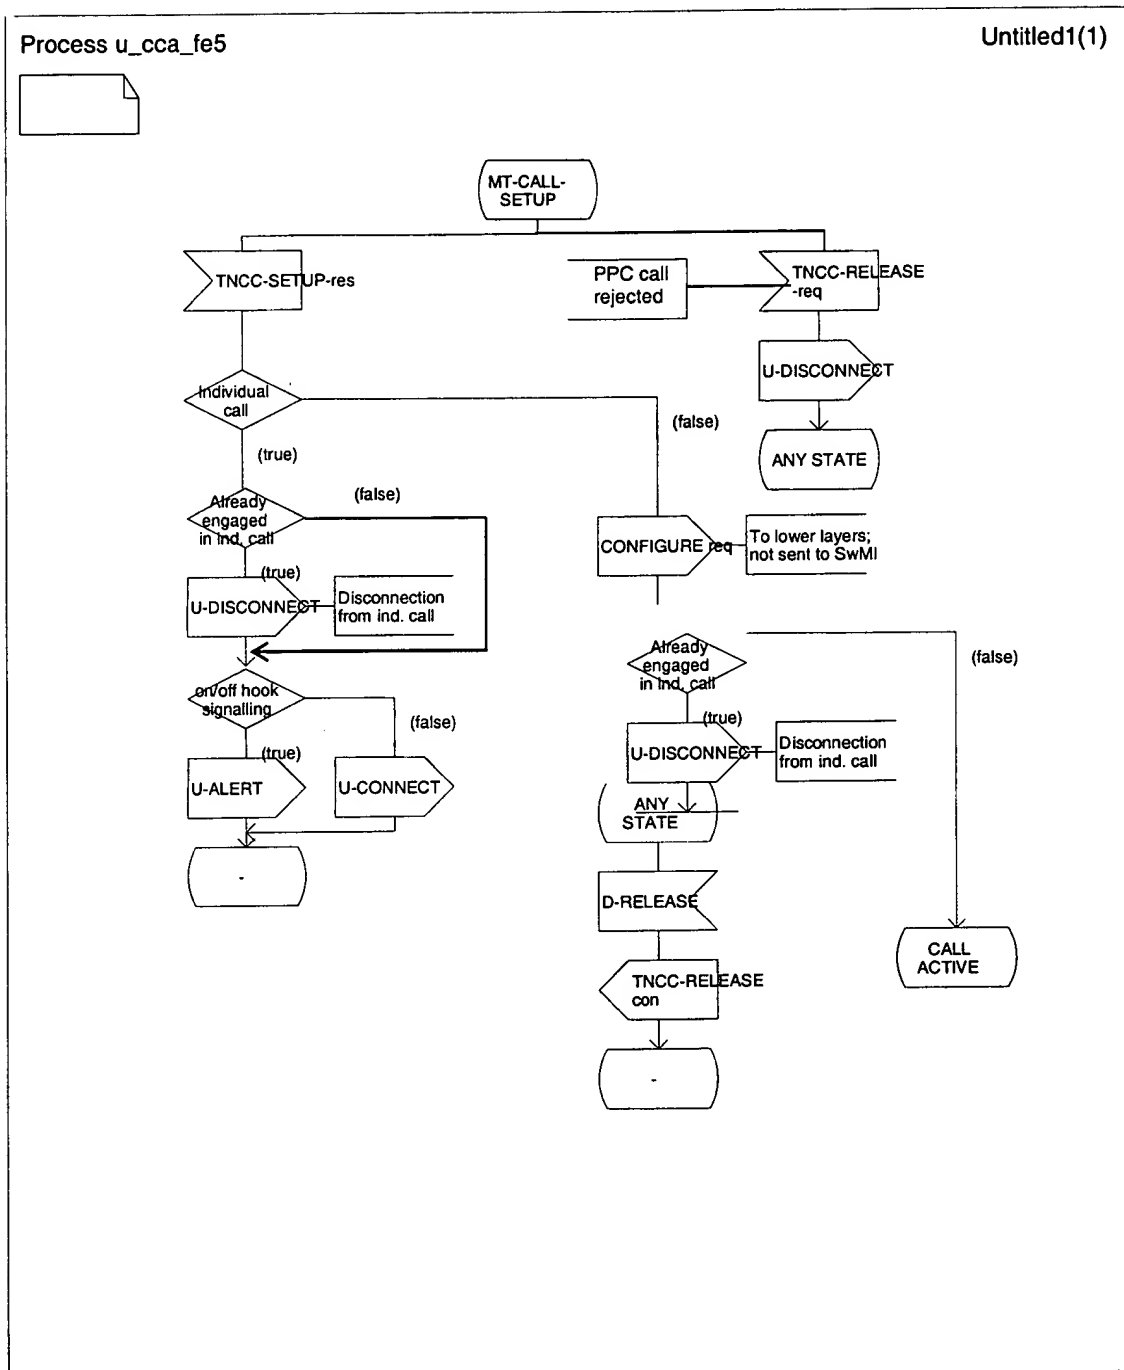 Process u_cca_fe5
Untitled1(1)
MT-CALL-
SETUP
TNCC-SETUP-res
PPC call
rejected
TNCC-RELEASE
-req
U-DISCONNECT
ANY STATE
Individual
call
(true)
(false)
Already
engaged
in ind. call
(false)
(true)
U-DISCONNECT
Disconnection
from ind. call
CONFIGURE req
To lower layers;
not sent to SwMI
on/off hook
signalling
(false)
(true)
U-ALERT
U-CONNECT
-
Already
engaged
in ind. call
(false)
(true)
U-DISCONNECT
Disconnection
from ind. call
ANY
STATE
D-RELEASE
TNCC-RELEASE
con
-
CALL
ACTIVE